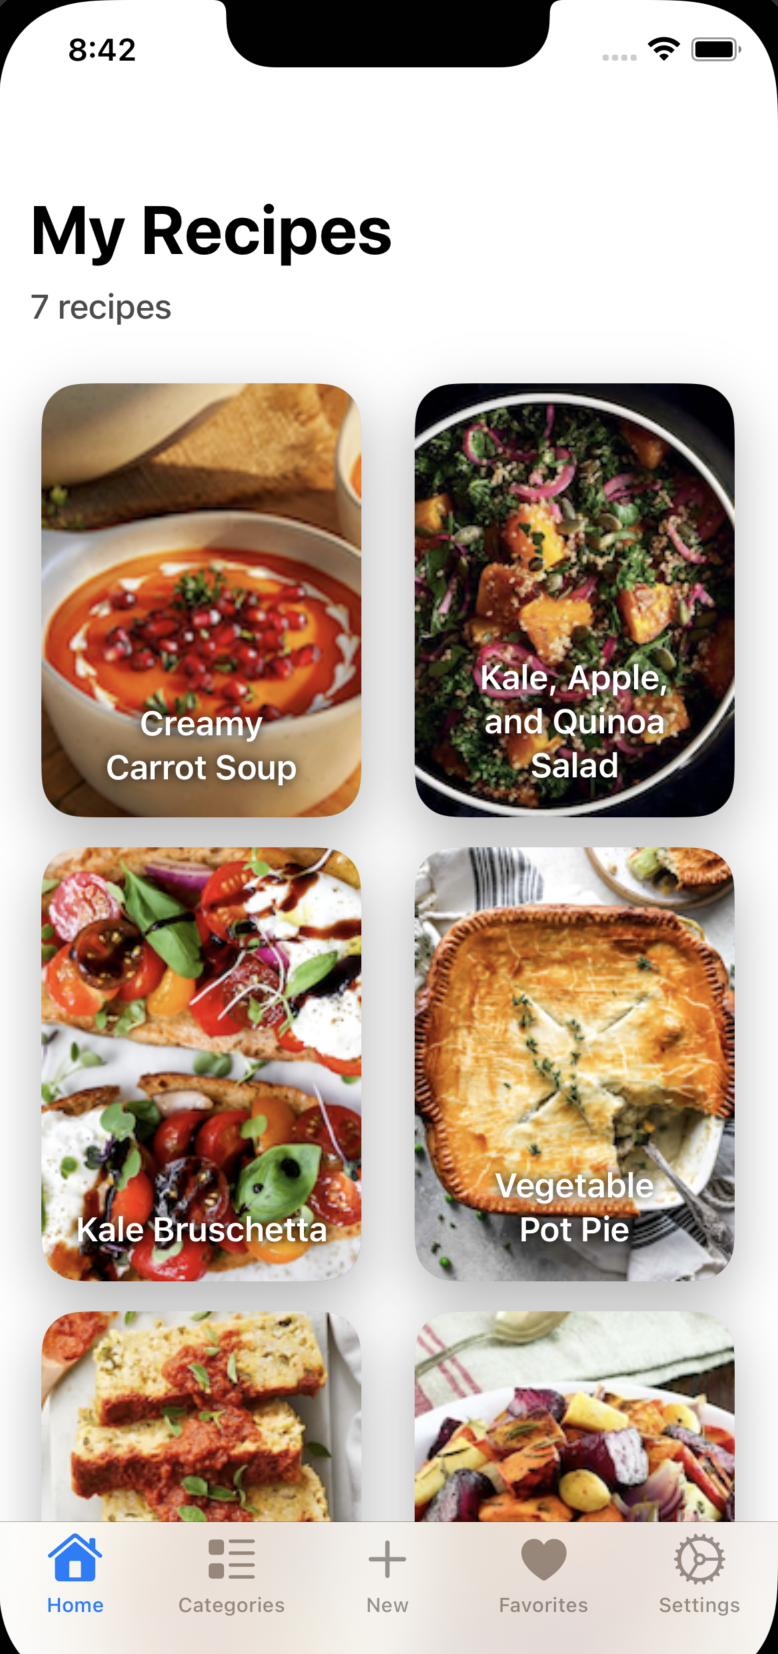 8:42
My Recipes
7 recipes
Creamy
Carrot Soup
Kale, Apple,
and Quinoa
Salad
Kale Bruschetta
Vegetable
Pot Pie
Home
Categories
New
Favorites
Settings